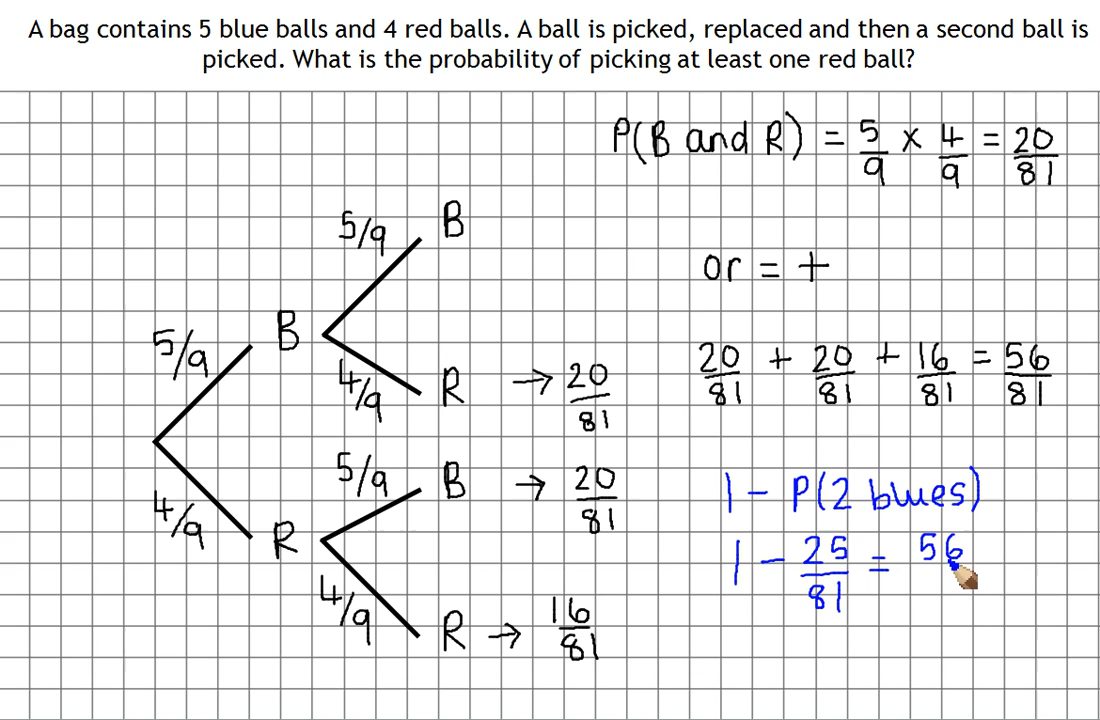 A bag contains 5 blue balls and 4 red balls. A ball is picked, replaced and then a second ball is
picked. What is the probability of picking at least one red ball?
P(B and R) = 5/9 x 4/9 = 20/81
5/9 B
or = +
5/9 B
20/81 + 20/81 + 16/81 = 56/81
4/9 R → 20/81
5/9 B → 20/81
1 - P(2 blues)
4/9 R
1 - 25/81 = 56
4/9 R → 16/81